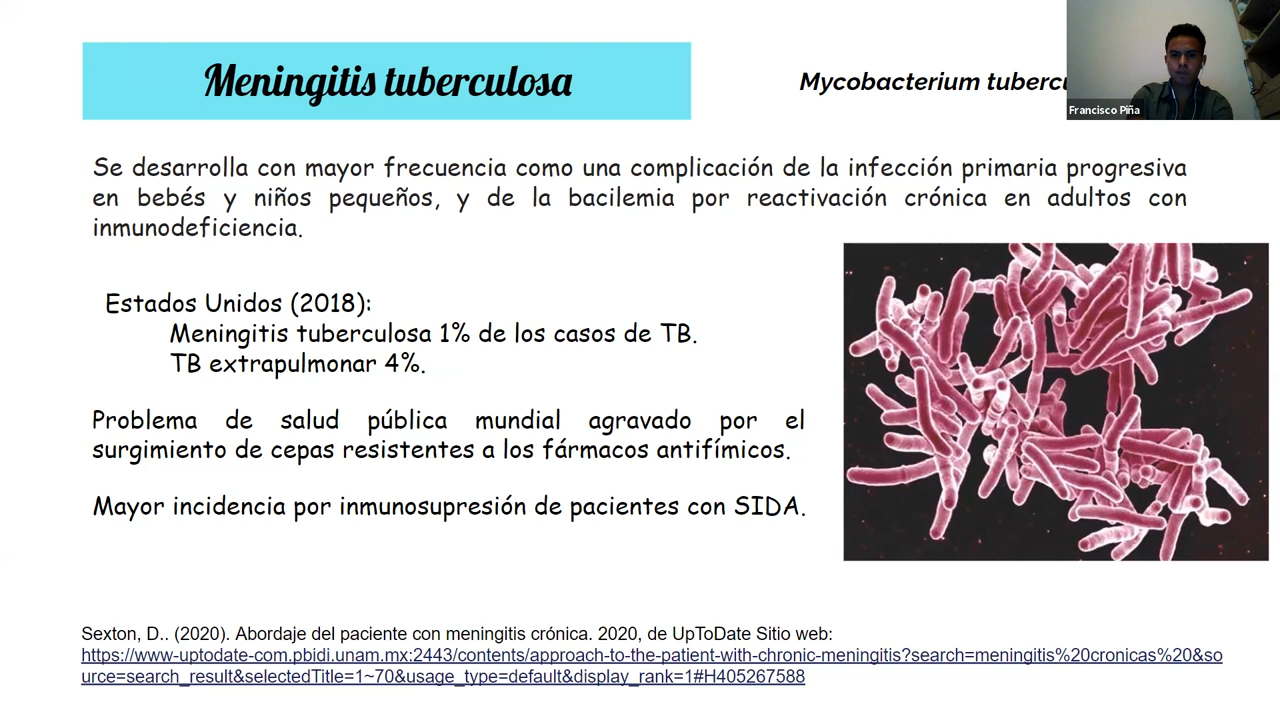 Meningitis tuberculosa
Mycobacterium
Francisco Piña
Se desarrolla con mayor frecuencia como una complicación de la infección primaria progresiva
en bebés y niños pequeños, y de la bacilemia por reactivación crónica en adultos con
inmunodeficiencia.
Estados Unidos (2018):
Meningitis tuberculosa 1% de los casos de TB.
TB extrapulmonar 4%.
Problema de salud pública mundial agravado por el
surgimiento de cepas resistentes a los fármacos antifímicos.
Mayor incidencia por inmunosupresión de pacientes con SIDA.
Sexton, D.. (2020). Abordaje del paciente con meningitis crónica. 2020, de UpToDate Sitio web:
https://www-uptodate-com.pbidi.unam.mx:2443/contents/approach-to-the-patient-with-chronic-meningitis?search=meningitis%20cronicas%20&so
urce=search_result&selectedTitle=1~70&usage_type=default&display_rank=1#H405267588